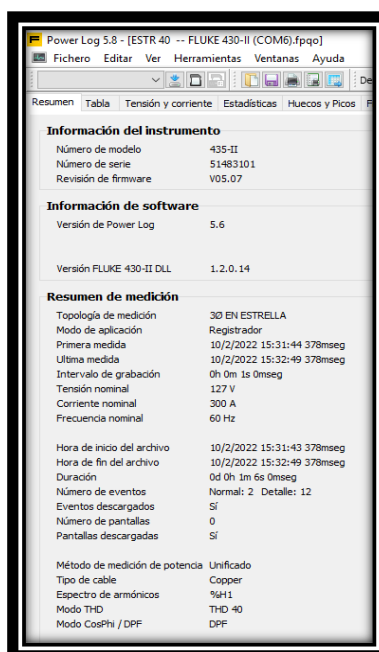 Power Log 5.8 - [ESTR 40 -- FLUKE 430-II (COM6).fpqo]
Fichero Editar Ver Herramientas Ventanas Ayuda
De
Resumen Tabla Tensión y corriente Estadísticas Huecos y Picos F
Información del instrumento
Número de modelo 435-II
Número de serie 51483101
Revisión de firmware V05.07
Información de software
Versión de Power Log 5.6
Versión FLUKE 430-II DLL 1.2.0.14
Resumen de medición
Topología de medición 3Ø EN ESTRELLA
Modo de aplicación Registrador
Primera medida 10/2/2022 15:31:44 378mseg
Ultima medida 10/2/2022 15:32:49 378mseg
Intervalo de grabación 0h 0m 1s 0mseg
Tensión nominal 127 V
Corriente nominal 300 A
Frecuencia nominal 60 Hz
Hora de inicio del archivo 10/2/2022 15:31:43 378mseg
Hora de fin del archivo 10/2/2022 15:32:49 378mseg
Duración 0d 0h 1m 6s 0mseg
Número de eventos Normal: 2 Detalle: 12
Eventos descargados Sí
Número de pantallas 0
Pantallas descargadas Sí
Método de medición de potencia Unificado
Tipo de cable Copper
Espectro de armónicos %H1
Modo THD THD 40
Modo CosPhi / DPF DPF